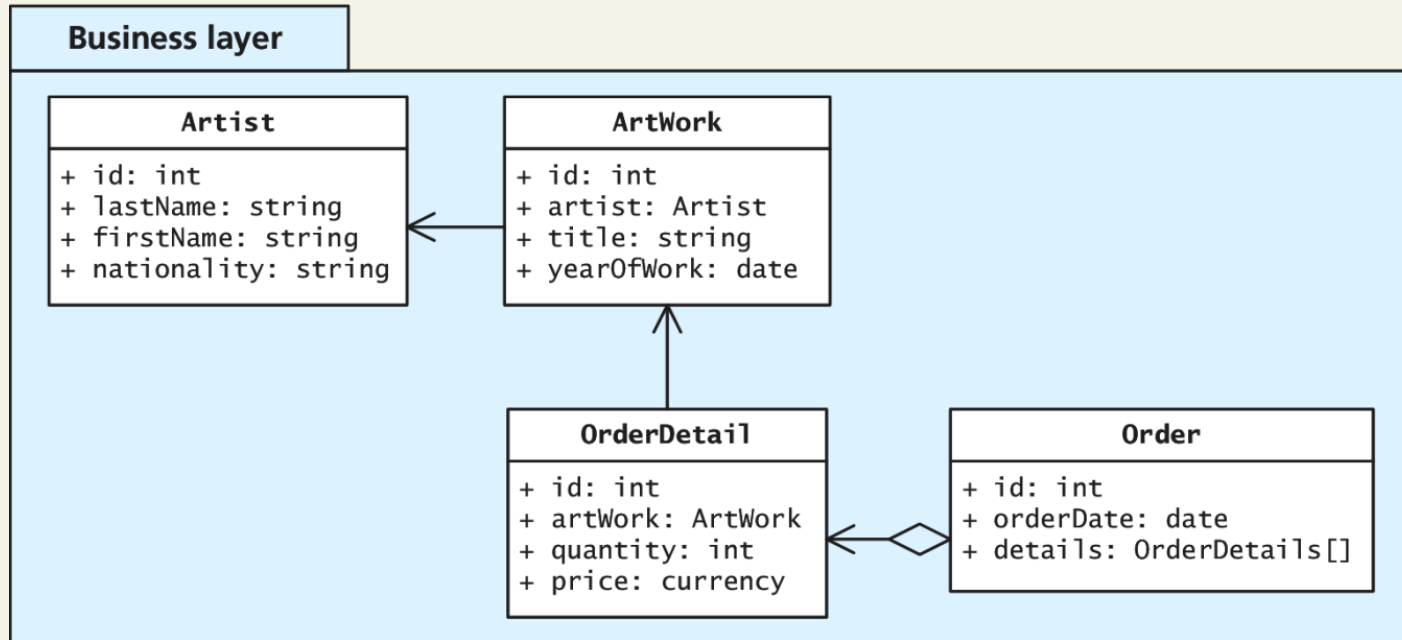 Business layer
Artist
+ id: int
+ lastName: string
+ firstName: string
+ nationality: string
ArtWork
+ id: int
+ artist: Artist
+ title: string
+ yearOfWork: date
OrderDetail
+ id: int
+ artWork: ArtWork
+ quantity: int
+ price: currency
Order
+ id: int
+ orderDate: date
+ details: OrderDetails[]